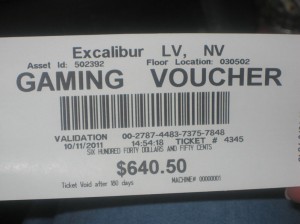 Excalibur LV, NV
Asset Id: 502392 Floor Location: 030502
GAMING VOUCHER
VALIDATION 00-2787-4483-7375-7848
10/11/2011 14:54:18 TICKET # 4345
SIX HUNDRED FORTY DOLLARS AND FIFTY CENTS
$640.50
Ticket Void after 180 days MACHINE# 00000001